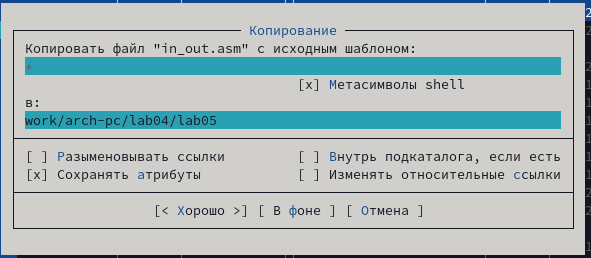 Копирование
Копировать файл "in_out.asm" с исходным шаблоном:
*
[x] Метасимволы shell
в:
work/arch-pc/lab04/lab05
[ ] Разыменовывать ссылки [ ] Внутрь подкаталога, если есть
[x] Сохранять атрибуты [ ] Изменять относительные ссылки
[< Хорошо >] [ В фоне ] [ Отмена ]